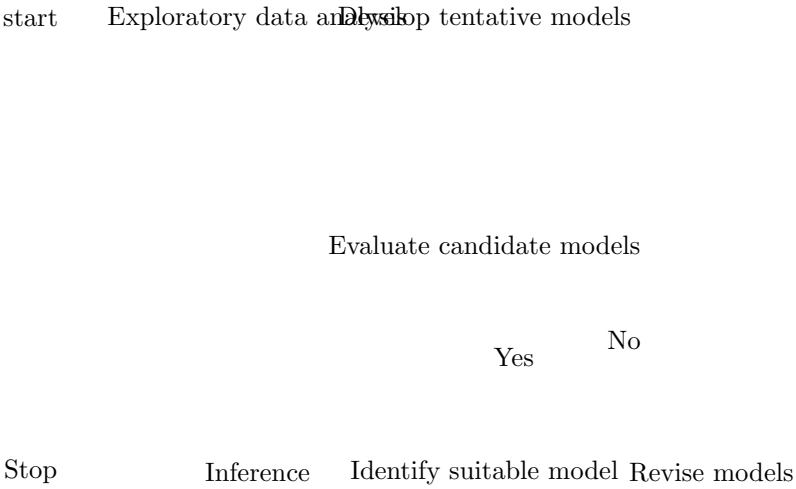 start
Exploratory data analysis
Develop tentative models
Evaluate candidate models
No
Yes
Stop
Inference
Identify suitable model
Revise models